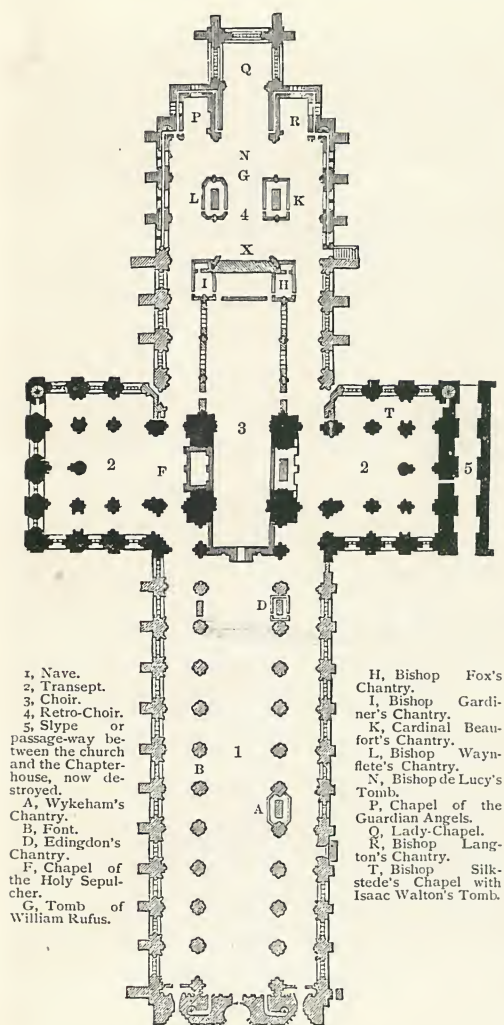 Q
P
R
N
G
L
K
4
X
I
H
T
3
2
F
2
5
D
1
B
A
1, Nave.
2, Transept.
3, Choir.
4, Retro-Choir.
5, Slype or
passage-way be-
tween the church
and the Chapter-
house, now de-
stroyed.
A, Wykeham's
Chantry.
B, Font.
D, Edingdon's
Chantry.
F, Chapel of
the Holy Sepul-
cher.
G, Tomb of
William Rufus.
H, Bishop Fox's
Chantry.
I, Bishop Gardi-
ner's Chantry.
K, Cardinal Beau-
fort's Chantry.
L, Bishop Wayn-
flete's Chantry.
N, Bishop de Lucy's
Tomb.
P, Chapel of the
Guardian Angels.
Q, Lady-Chapel.
R, Bishop Lang-
ton's Chantry.
T, Bishop Silk-
stede's Chapel with
Isaac Walton's Tomb.